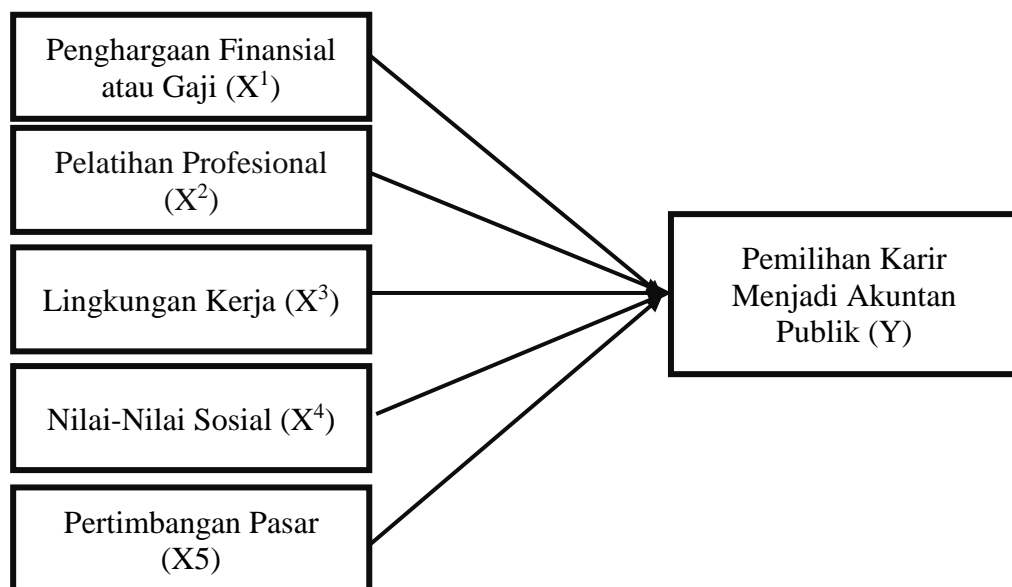 Penghargaan Finansial
atau Gaji (X¹)
Pelatihan Profesional
(X²)
Lingkungan Kerja (X³)
Nilai-Nilai Sosial (X⁴)
Pertimbangan Pasar
(X5)
Pemilihan Karir
Menjadi Akuntan
Publik (Y)